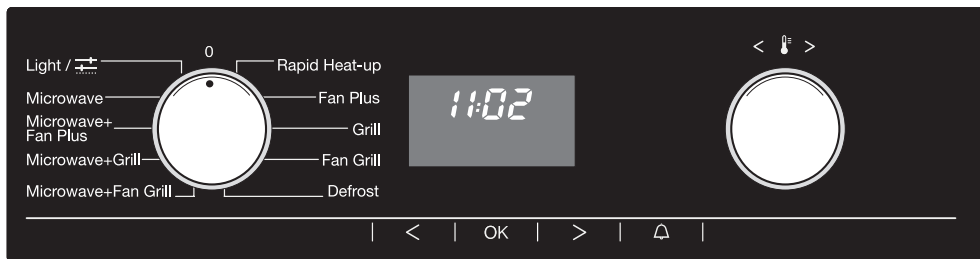 0
Light /
Rapid Heat-up
Microwave
Fan Plus
Microwave+
Fan Plus
Grill
Microwave+Grill
Fan Grill
Microwave+Fan Grill
Defrost
11:02
< >
< OK >